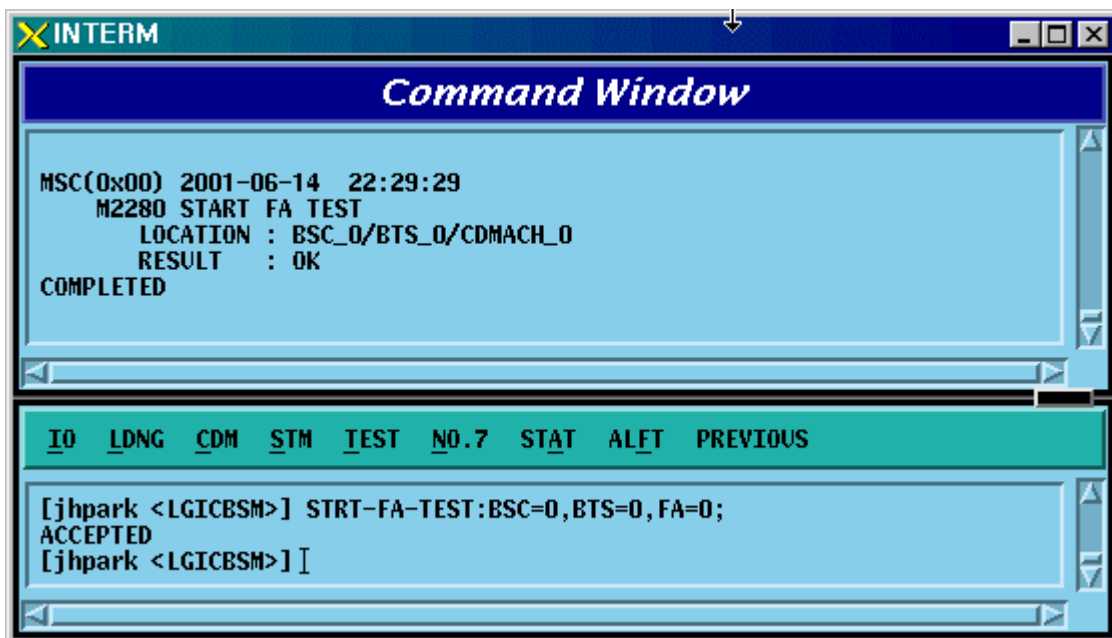 INTERM
Command Window
MSC(0x00) 2001-06-14  22:29:29
M2280 START FA TEST
LOCATION : BSC_0/BTS_0/CDMACH_0
RESULT   : OK
COMPLETED
IO LDNG CDM STM TEST NO.7 STAT ALFT PREVIOUS
[jhpark <LGICBSM>] STRT-FA-TEST:BSC=0,BTS=0,FA=0;
ACCEPTED
[jhpark <LGICBSM>]